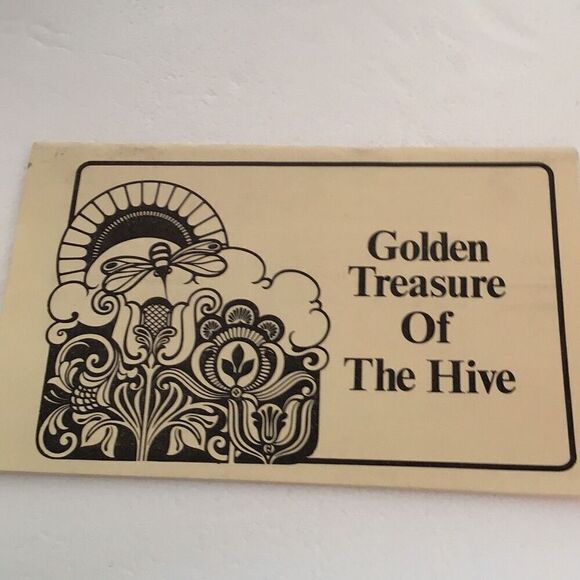 Golden
Treasure
Of
The Hive